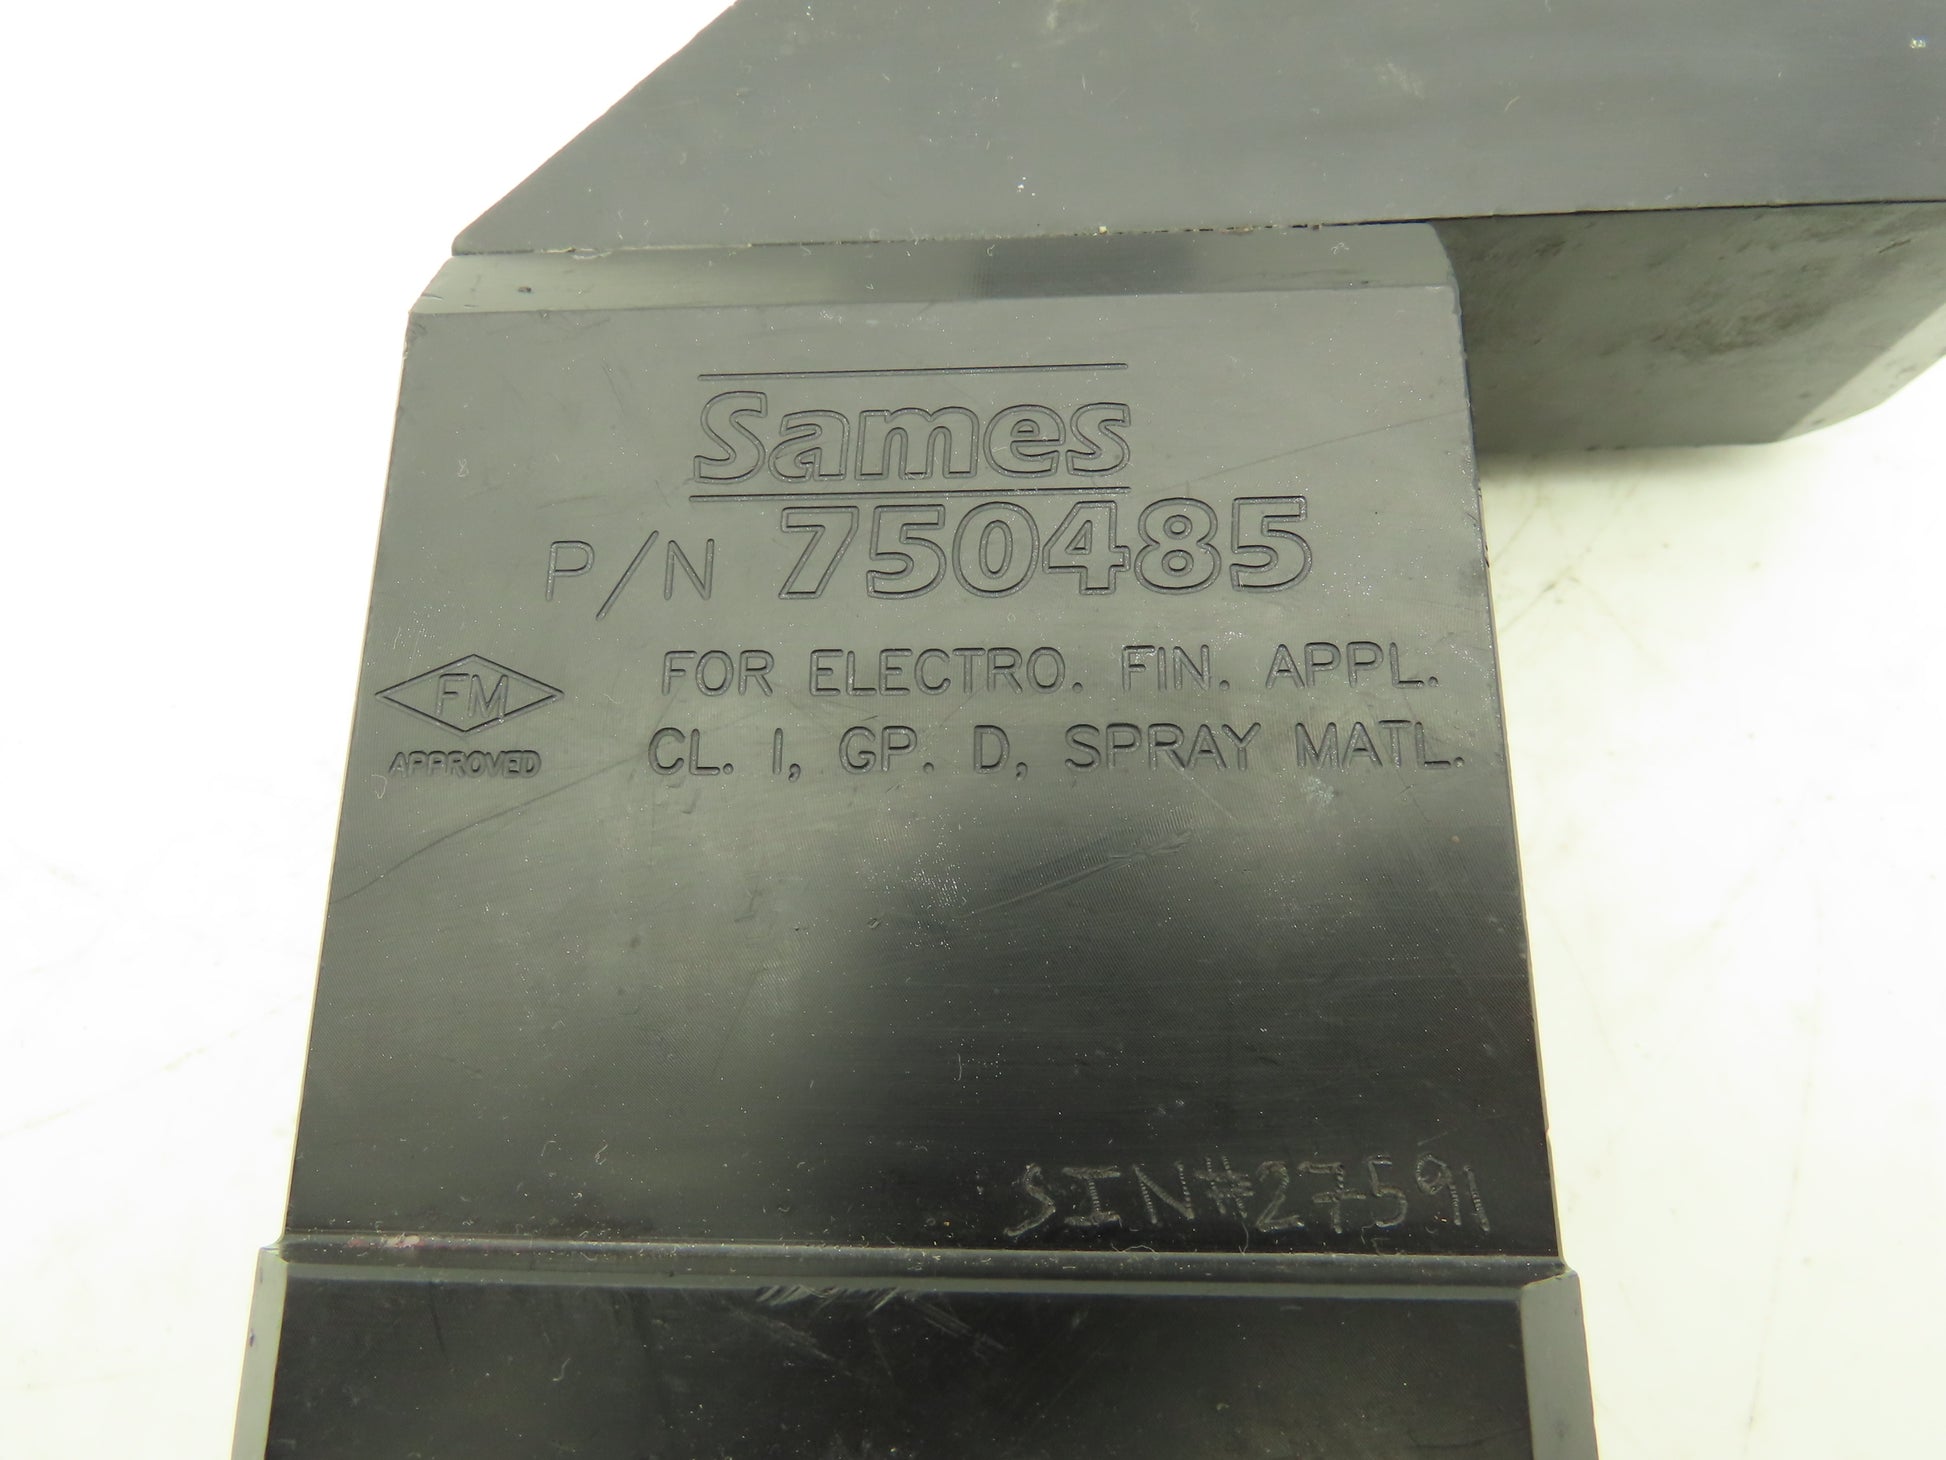 Sames
P/N 750485
FM
APPROVED
FOR ELECTRO. FIN. APPL.
CL. I, GP. D, SPRAY MATL.
SIN#27591